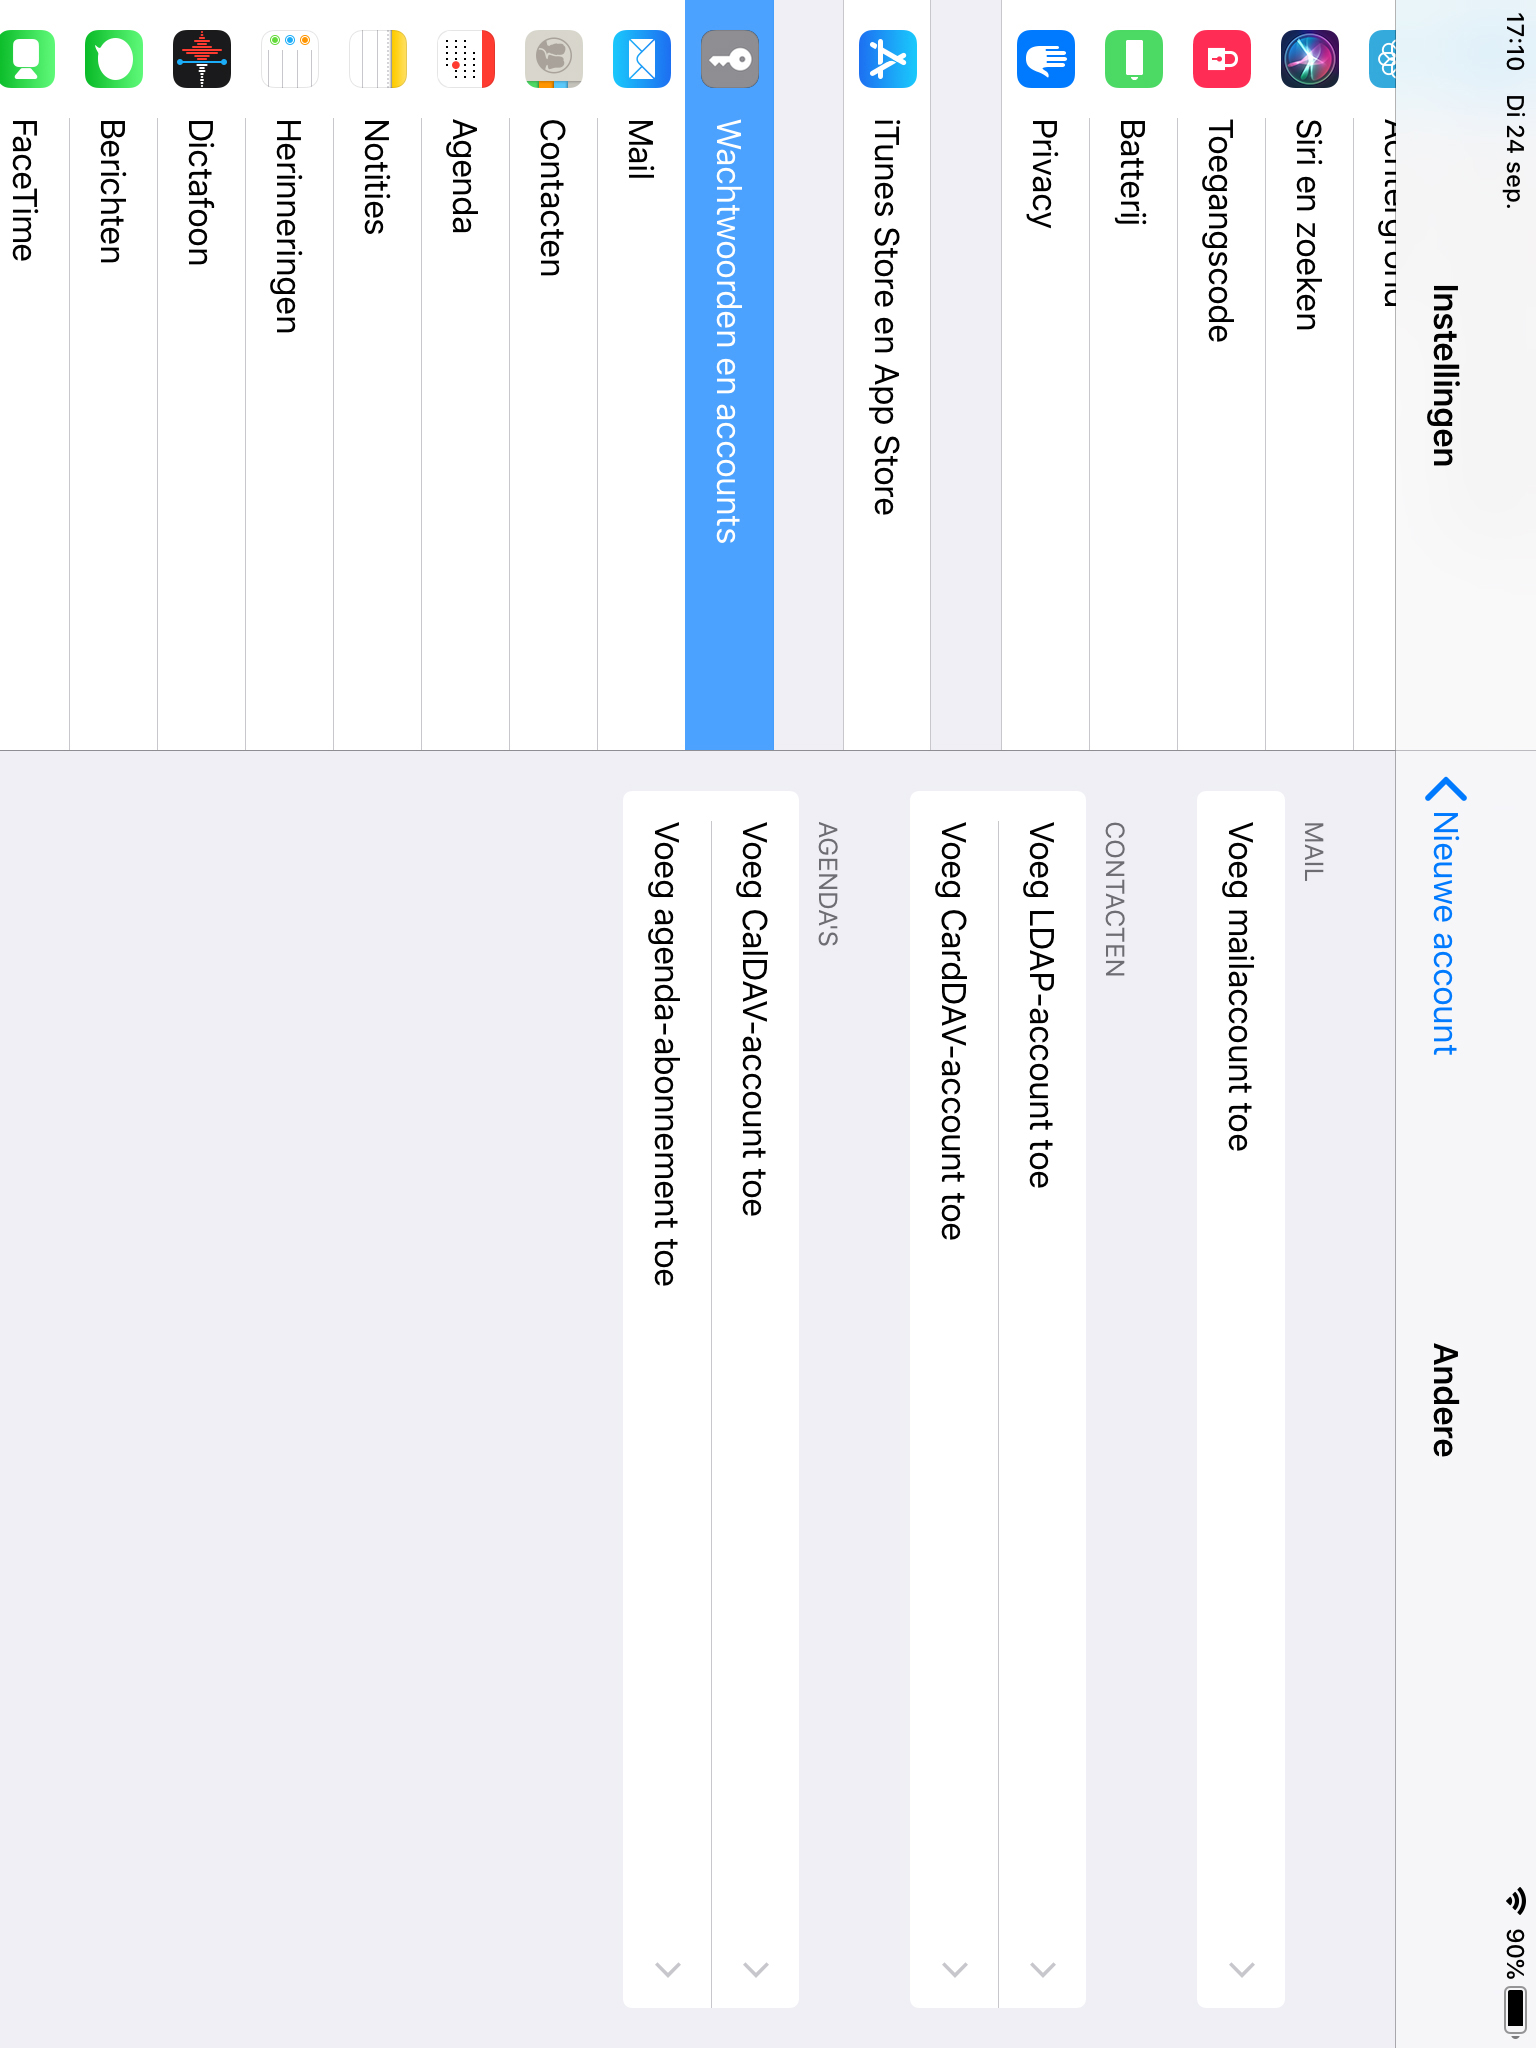 17:10 Di 24 sep.
90%
Instellingen
Achtergrond
Siri en zoeken
Toegangscode
Batterij
Privacy
iTunes Store en App Store
Wachtwoorden en accounts
Mail
Contacten
Agenda
Notities
Herinneringen
Dictafoon
Berichten
FaceTime
Nieuwe account
Andere
MAIL
Voeg mailaccount toe
CONTACTEN
Voeg LDAP-account toe
Voeg CardDAV-account toe
AGENDA'S
Voeg CalDAV-account toe
Voeg agenda-abonnement toe